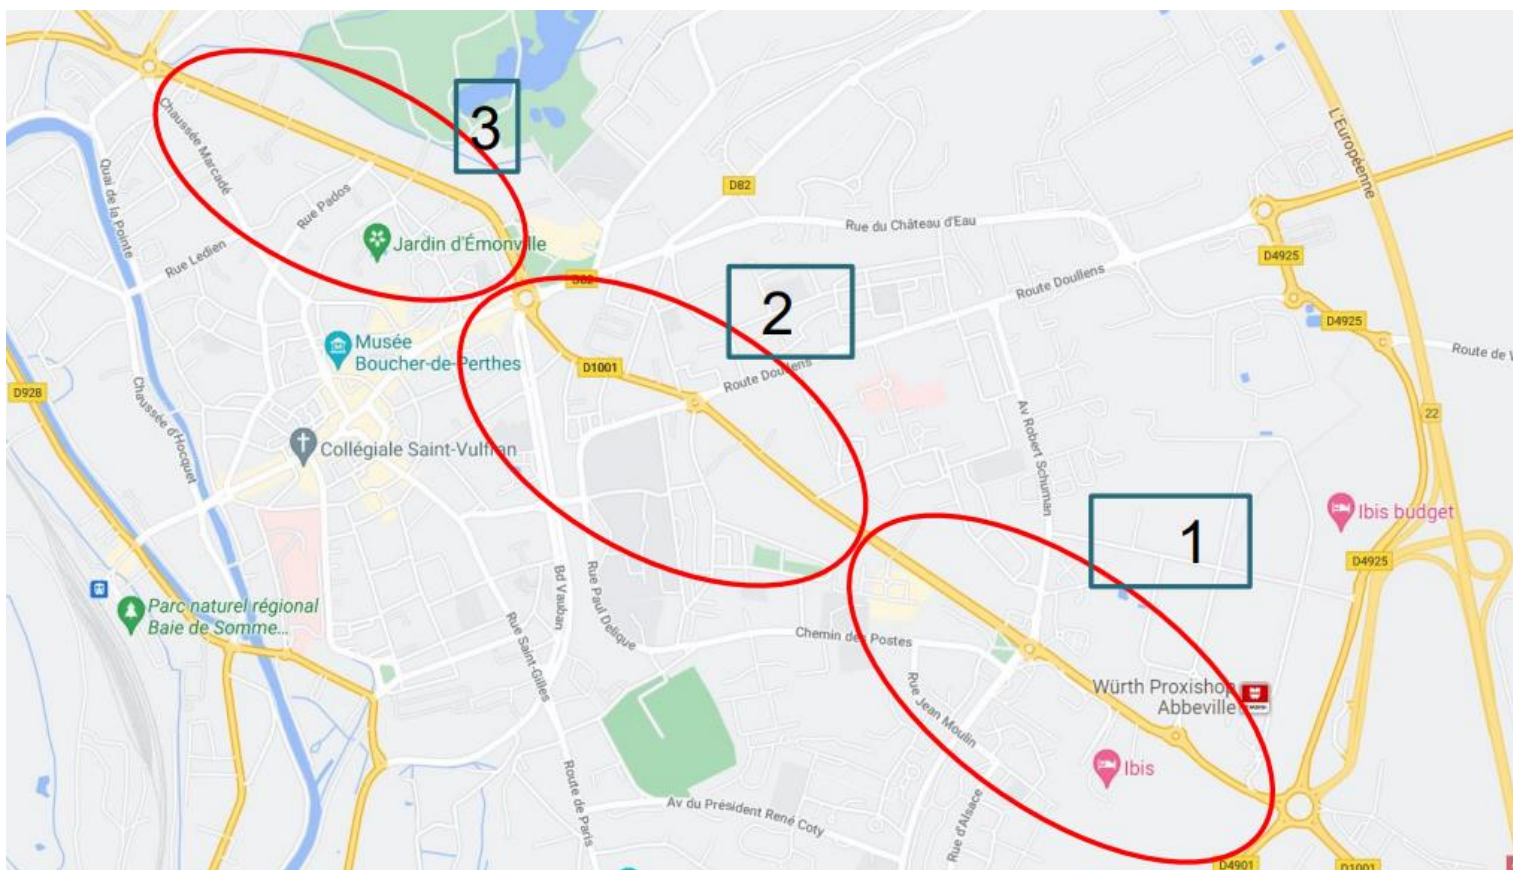 L'Européenne
Chaussée Marcadé
3
Quai de la Pointe
Rue Pados
D82
Rue du Château d'Eau
Rue Ledien
Jardin d'Émonville
D4925
D82
Route Doullens
2
D4925
Musée
Boucher-de-Perthes
D1001
Route Doullens
D928
Chaussée d'Hocquet
22
Av Robert Schuman
Collégiale Saint-Vulfran
1
Ibis budget
D4925
Bd Vauban
Rue Paul Delique
Parc naturel régional
Baie de Somme...
Rue Saint-Gilles
Chemin des Postes
Rue Jean Moulin
Würth Proxishop
Abbeville
Ibis
Route de Paris
Av du Président René Coty
Rue d'Alsace
D4901
D1001